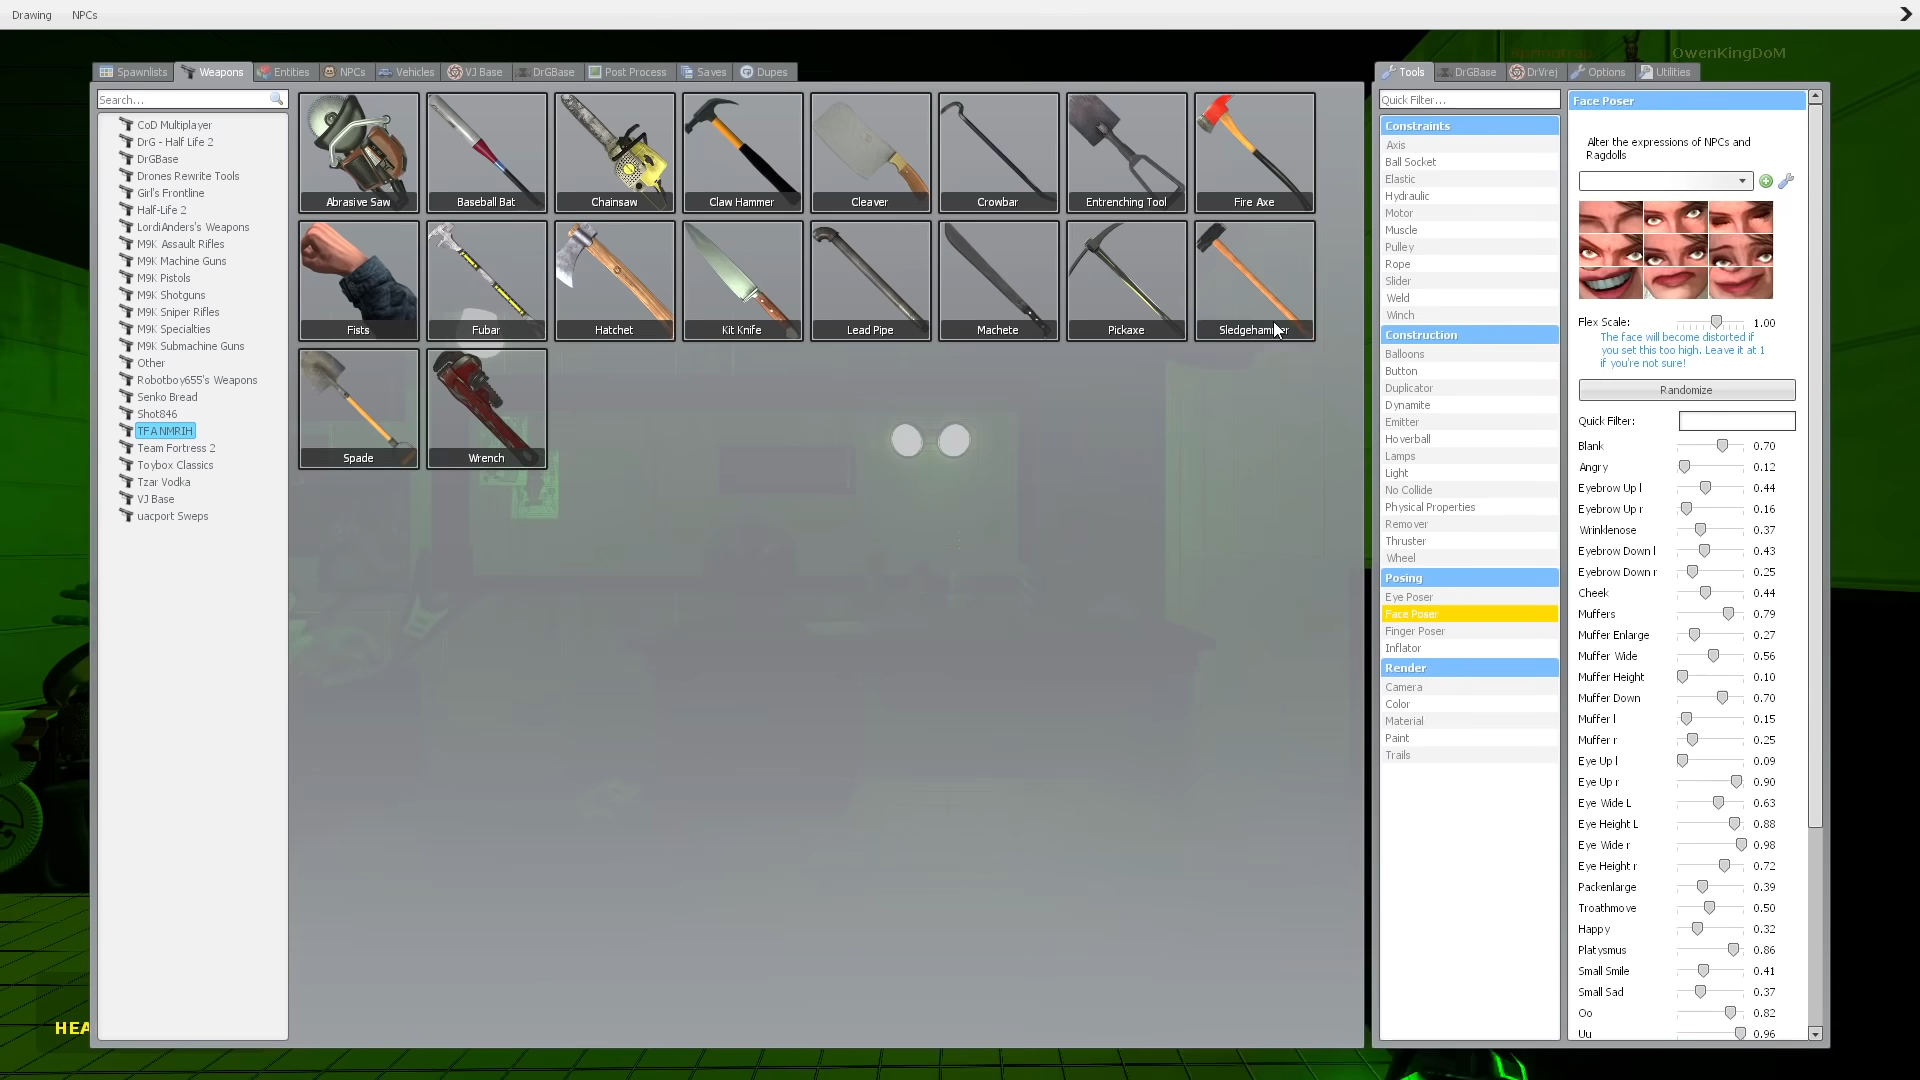 Drawing NPCs
OwenKingDoM
Spawnlists Weapons Entities NPCs Vehicles VJ Base DrGBase Post Process Saves Dupes
Tools DrGBase DrVrej Options Utilities
Search...
CoD Multiplayer
DrG - Half Life 2
DrGBase
Drones Rewrite Tools
Girl's Frontline
Half-Life 2
LordiAnders's Weapons
M9K Assault Rifles
M9K Machine Guns
M9K Pistols
M9K Shotguns
M9K Sniper Rifles
M9K Specialties
M9K Submachine Guns
Other
Robotboy655's Weapons
Senko Bread
Shot846
TFA NMRIH
Team Fortress 2
Toybox Classics
Tzar Vodka
VJ Base
uacport Sweps
Abrasive Saw Baseball Bat Chainsaw Claw Hammer Cleaver Crowbar Entrenching Tool Fire Axe
Fists Fubar Hatchet Kit Knife Lead Pipe Machete Pickaxe Sledgehammer
Spade Wrench
Quick Filter...
Constraints
Axis
Ball Socket
Elastic
Hydraulic
Motor
Muscle
Pulley
Rope
Slider
Weld
Winch
Construction
Balloons
Button
Duplicator
Dynamite
Emitter
Hoverball
Lamps
Light
No Collide
Physical Properties
Remover
Thruster
Wheel
Posing
Eye Poser
Face Poser
Finger Poser
Inflator
Render
Camera
Color
Material
Paint
Trails
Face Poser
Alter the expressions of NPCs and
Ragdolls
Flex Scale: 1.00
The face will become distorted if
you set this too high. Leave it at 1
if you're not sure!
Randomize
Quick Filter:
Blank 0.70
Angry 0.12
Eyebrow Up l 0.44
Eyebrow Up r 0.16
Wrinklenose 0.37
Eyebrow Down l 0.43
Eyebrow Down r 0.25
Cheek 0.44
Muffers 0.79
Muffer Enlarge 0.27
Muffer Wide 0.56
Muffer Height 0.10
Muffer Down 0.70
Muffer l 0.15
Muffer r 0.25
Eye Up l 0.09
Eye Up r 0.90
Eye Wide L 0.63
Eye Height L 0.88
Eye Wide r 0.98
Eye Height r 0.72
Packenlarge 0.39
Troathmove 0.50
Happy 0.32
Platysmus 0.86
Small Smile 0.41
Small Sad 0.37
Oo 0.82
Uu 0.96
HEA